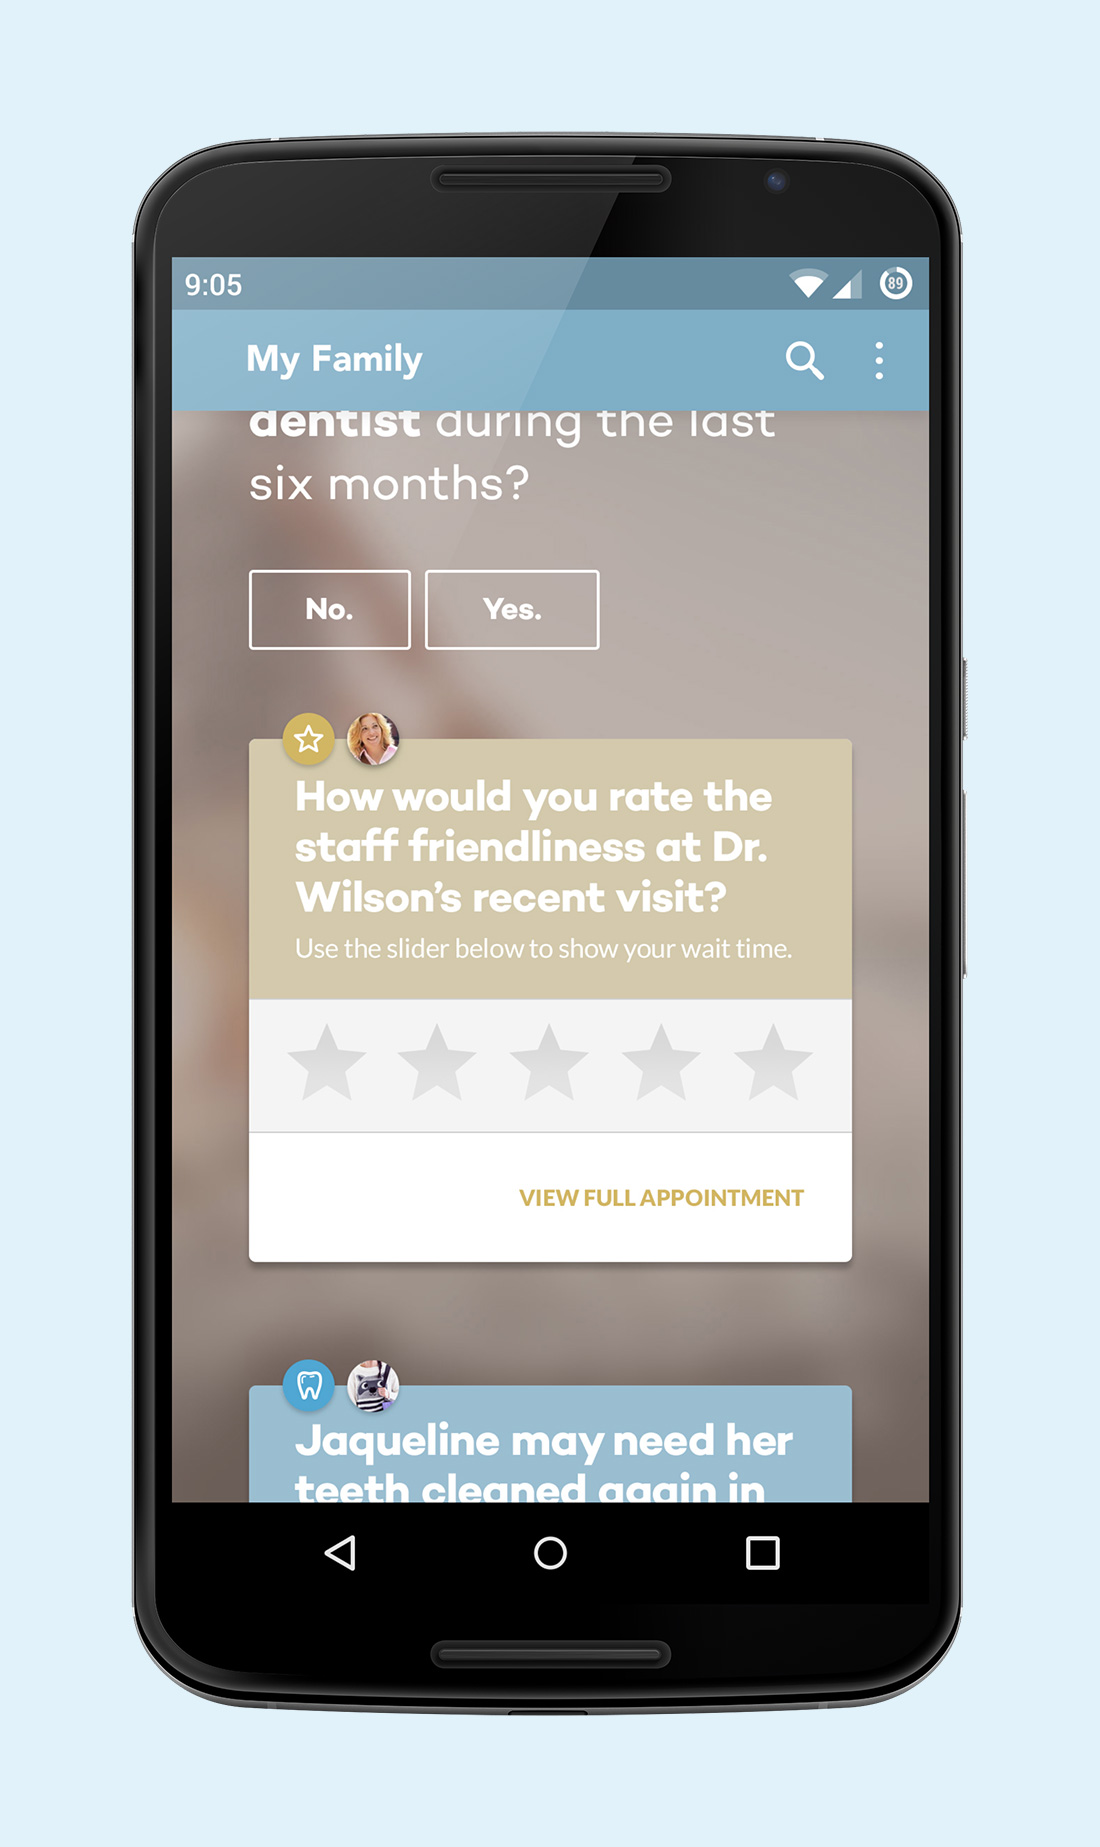 9:05
89
My Family
dentist during the last
six months?
No.
Yes.
How would you rate the
staff friendliness at Dr.
Wilson’s recent visit?
Use the slider below to show your wait time.
VIEW FULL APPOINTMENT
Jaqueline may need her
teeth cleaned again in